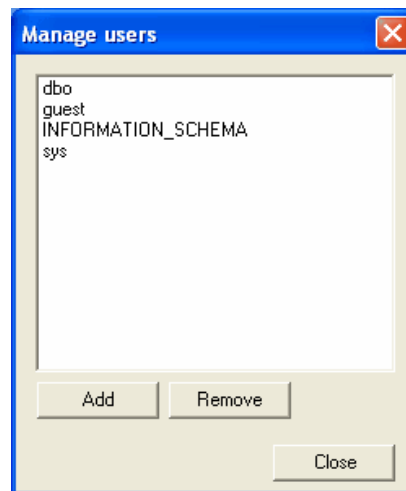 Manage users
dbo
guest
INFORMATION_SCHEMA
sys
Add Remove
Close